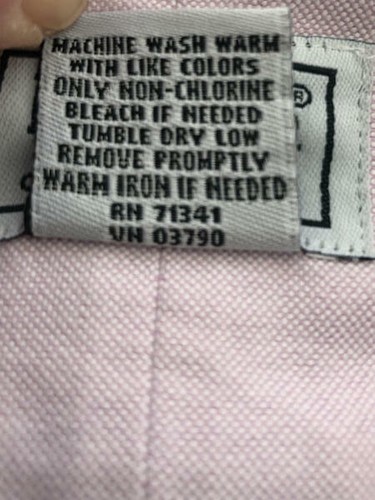 MACHINE WASH WARM
WITH LIKE COLORS
ONLY NON-CHLORINE
BLEACH IF NEEDED
TUMBLE DRY LOW
REMOVE PROMPTLY
WARM IRON IF NEEDED
RN 71341
VN 03790
®